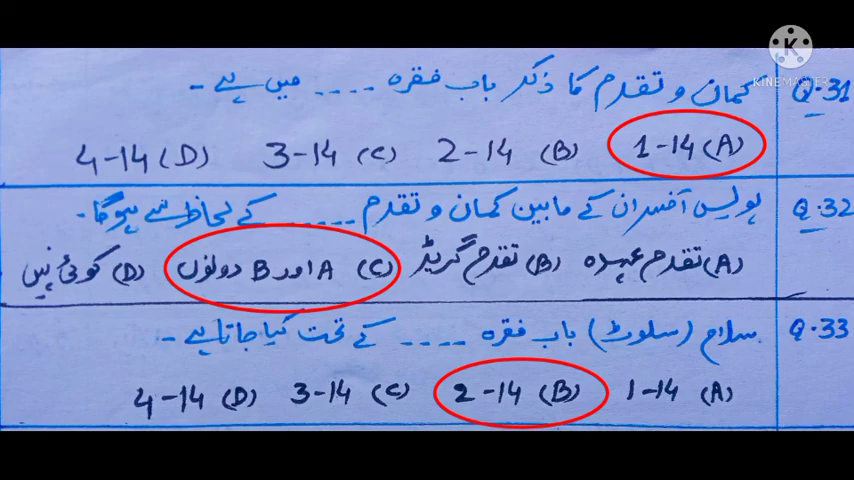 K
KINEMASTER
Q.31 کمان و تقدم کا ذکر باب فقرہ ---- میں ہے -
1-14 (A) 2-14 (B) 3-14 (C) 4-14 (D)
Q.32 پولیس آفسران کے مابین کمان و تقدم ---- کے لحاظ سے ہوگا -
(A) تقدم عہدہ (B) تقدم گریڈ (C) A اور B دونوں (D) کوئی نہیں
Q.33 سلام (سلوٹ) باب فقرہ ---- کے تحت کیا جاتا ہے -
1-14 (A) 2-14 (B) 3-14 (C) 4-14 (D)